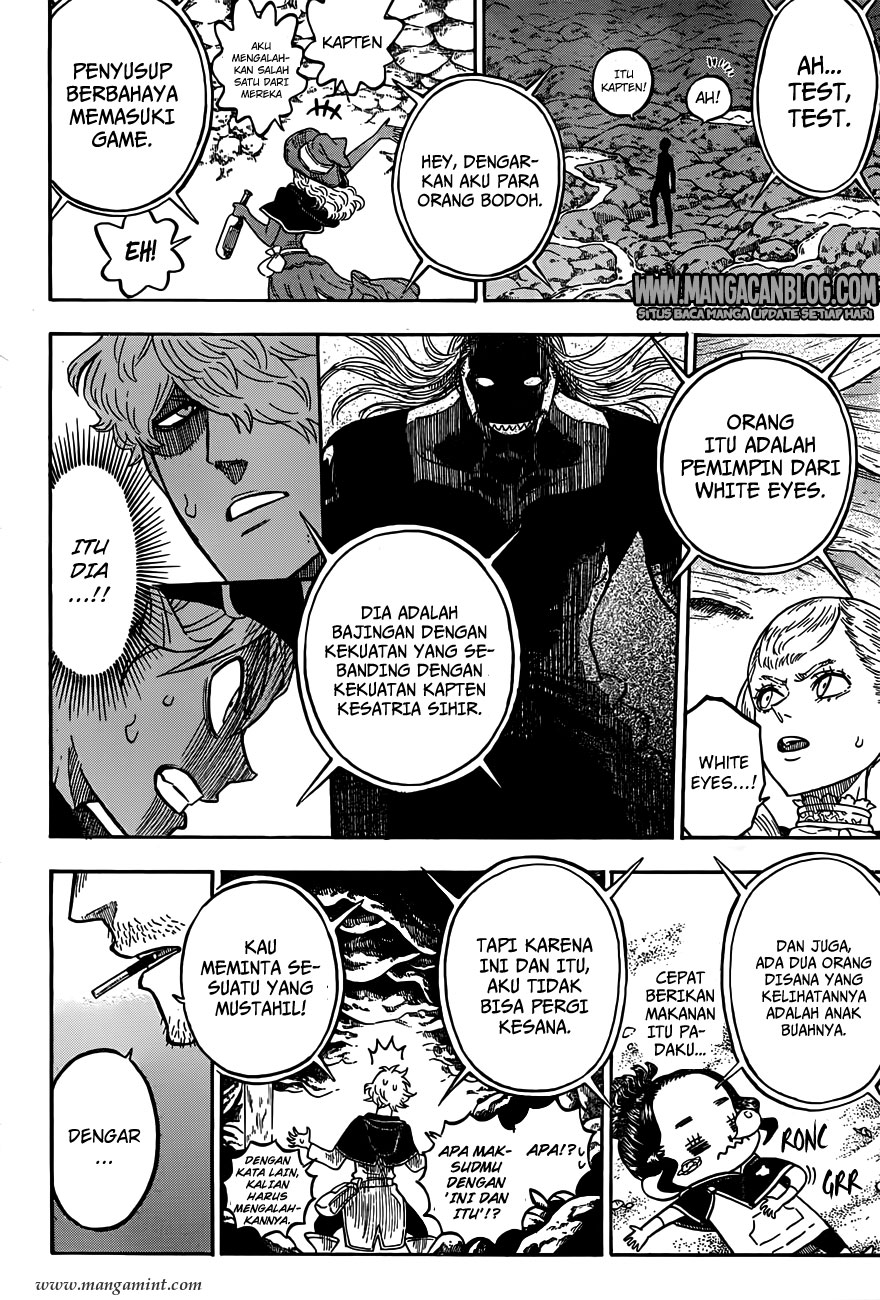 AH...
TEST,
TEST.
ITU
KAPTEN!
AH!
HEY, DENGAR-
KAN AKU PARA
ORANG BODOH.
KAPTEN
AKU
MENGALAH-
KAN SALAH
SATU DARI
MEREKA
PENYUSUP
BERBAHAYA
MEMASUKI
GAME.
EH!
WWW.MANGACANBLOG.COM
SITUS BACA MANGA UPDATE SETIAP HARI
ORANG
ITU ADALAH
PEMIMPIN DARI
WHITE EYES.
WHITE
EYES...!
DIA ADALAH
BAJINGAN DENGAN
KEKUATAN YANG SE-
BANDING DENGAN
KEKUATAN KAPTEN
KESATRIA SIHIR.
ITU
DIA
...!!
DAN JUGA,
ADA DUA ORANG
DISANA YANG
KELIHATANNYA
ADALAH ANAK
BUAHNYA.
CEPAT
BERIKAN
MAKANAN
ITU PA-
DAKU...
RONC
GRR
TAPI KARENA
INI DAN ITU,
AKU TIDAK
BISA PERGI
KESANA.
APA!?
APA MAK-
SUDMU
DENGAN
'INI DAN
ITU'!?
KAU
MEMINTA SE-
SUATU YANG
MUSTAHIL!
DENGAN
KATA LAIN,
KALIAN
HARUS
MENGALAH-
KANNYA.
DENGAR
...
www.mangamint.com